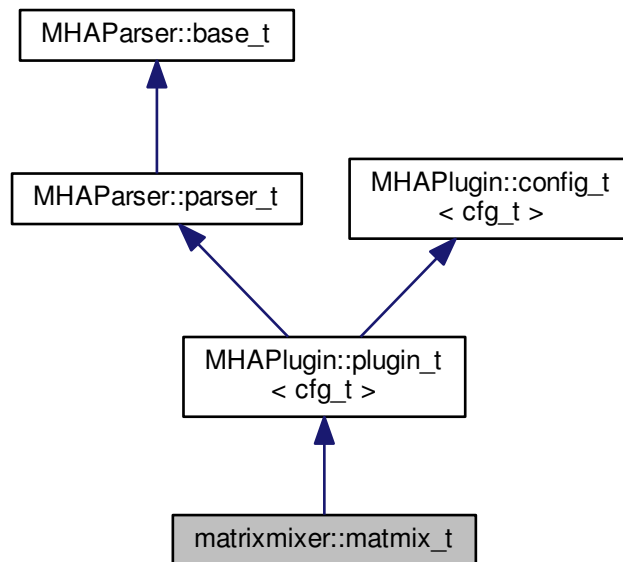 MHAParser::base_t
MHAParser::parser_t
MHAPlugin::config_t
< cfg_t >
MHAPlugin::plugin_t
< cfg_t >
matrixmixer::matmix_t